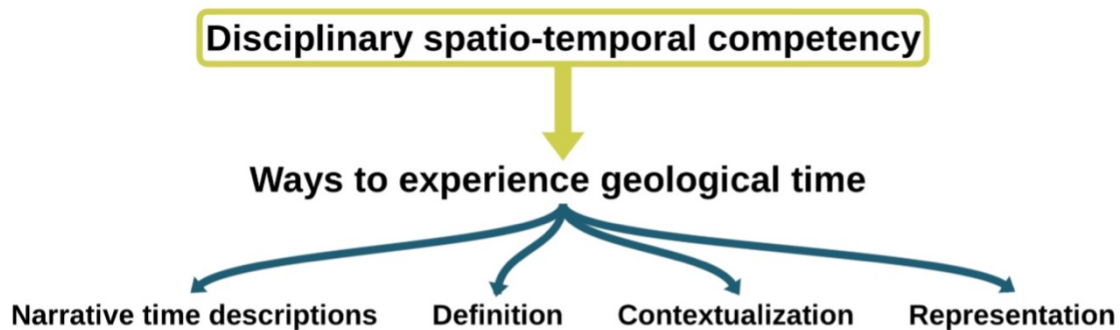 Disciplinary spatio-temporal competency
Ways to experience geological time
Narrative time descriptions
Definition
Contextualization
Representation